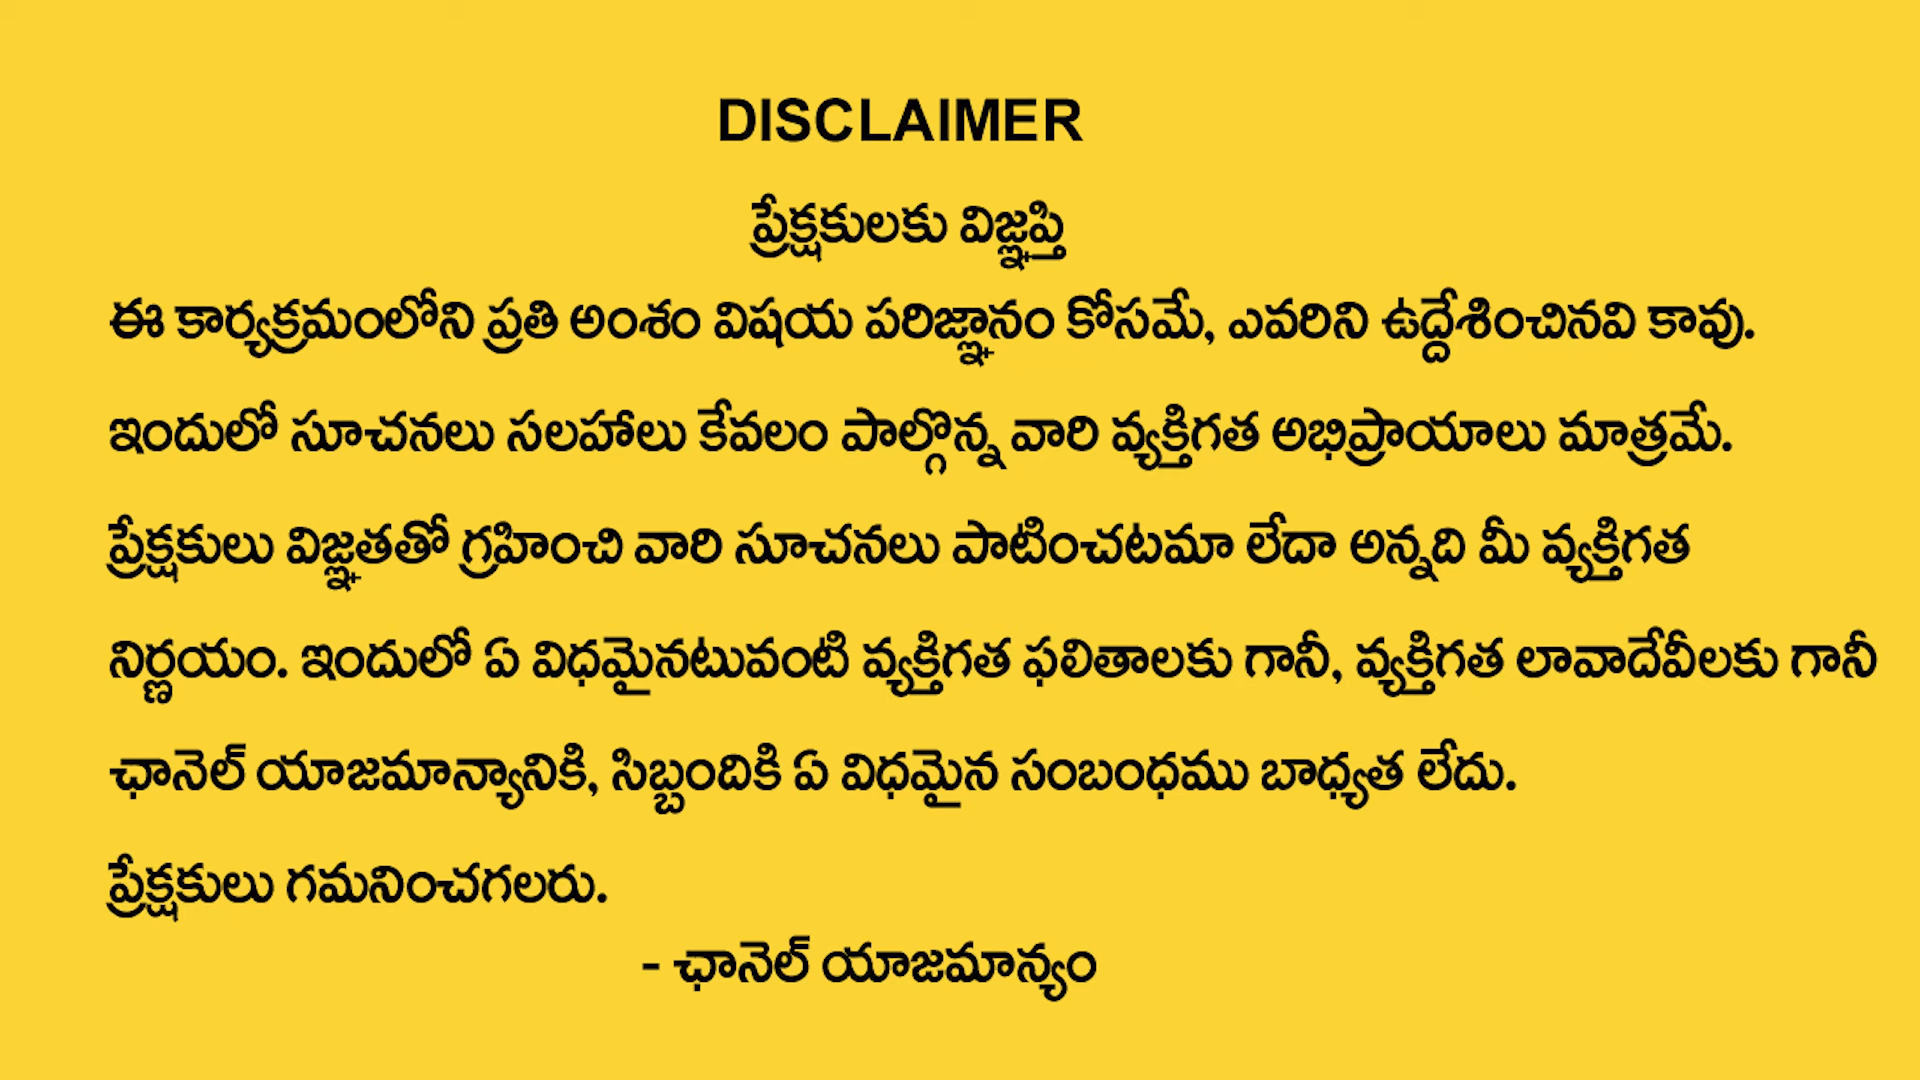 DISCLAIMER
ప్రేక్షకులకు విజ్ఞప్తి
ఈ కార్యక్రమంలోని ప్రతి అంశం విషయ పరిజ్ఞానం కోసమే, ఎవరిని ఉద్దేశించినవి కావు.
ఇందులో సూచనలు సలహాలు కేవలం పాల్గొన్న వారి వ్యక్తిగత అభిప్రాయాలు మాత్రమే.
ప్రేక్షకులు విజ్ఞతతో గ్రహించి వారి సూచనలు పాటించటమా లేదా అన్నది మీ వ్యక్తిగత
నిర్ణయం. ఇందులో ఏ విధమైనటువంటి వ్యక్తిగత ఫలితాలకు గానీ, వ్యక్తిగత లావాదేవీలకు గానీ
ఛానెల్ యాజమాన్యానికి, సిబ్బందికి ఏ విధమైన సంబంధము బాధ్యత లేదు.
ప్రేక్షకులు గమనించగలరు.
- ఛానెల్ యాజమాన్యం